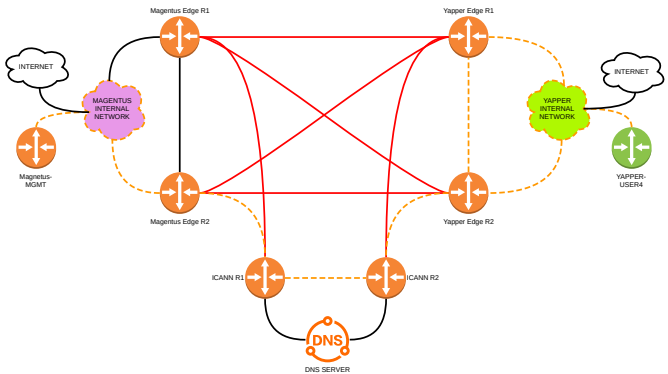 Magentus Edge R1
Yapper Edge R1
INTERNET
INTERNET
MAGENTUS
INTERNAL
NETWORK
YAPPER
INTERNAL
NETWORK
Magnetus-
MGMT
YAPPER-
USER4
Magentus Edge R2
Yapper Edge R2
ICANN R1
ICANN R2
DNS
DNS SERVER